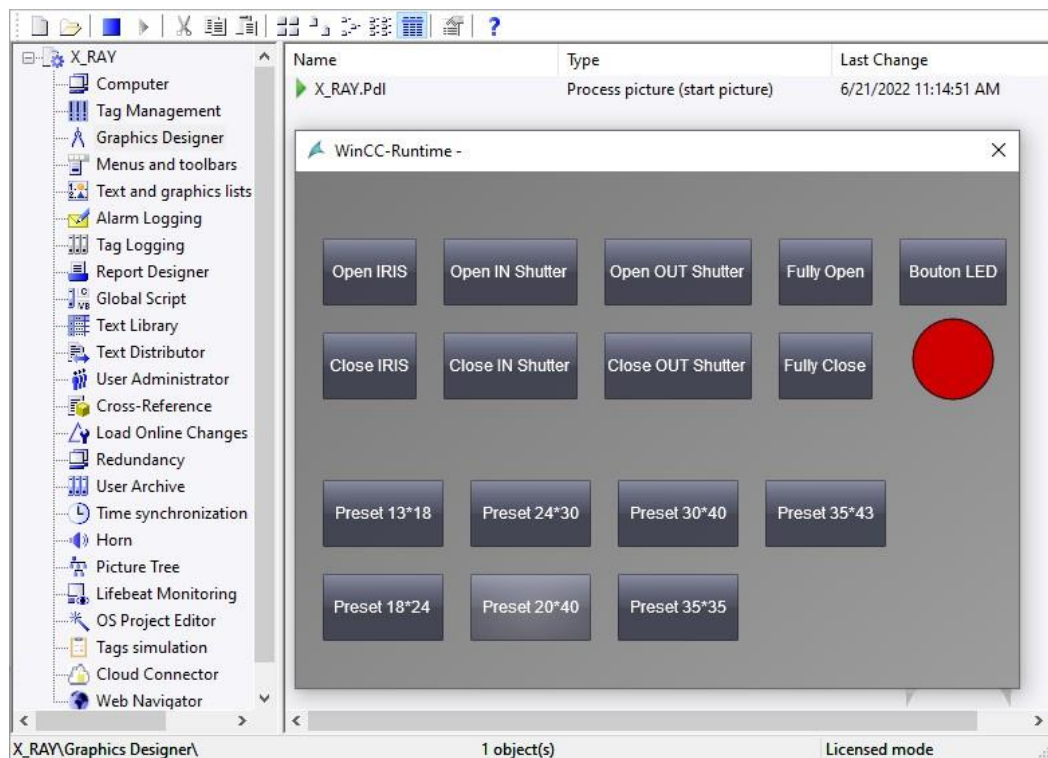 ?
X_RAY
Computer
Tag Management
Graphics Designer
Menus and toolbars
Text and graphics lists
Alarm Logging
Tag Logging
Report Designer
Global Script
Text Library
Text Distributor
User Administrator
Cross-Reference
Load Online Changes
Redundancy
User Archive
Time synchronization
Horn
Picture Tree
Lifebeat Monitoring
OS Project Editor
Tags simulation
Cloud Connector
Web Navigator
Name Type Last Change
X_RAY.Pdl Process picture (start picture) 6/21/2022 11:14:51 AM
WinCC-Runtime -
Open IRIS Open IN Shutter Open OUT Shutter Fully Open Bouton LED
Close IRIS Close IN Shutter Close OUT Shutter Fully Close
Preset 13*18 Preset 24*30 Preset 30*40 Preset 35*43
Preset 18*24 Preset 20*40 Preset 35*35
X_RAY\Graphics Designer\ 1 object(s) Licensed mode